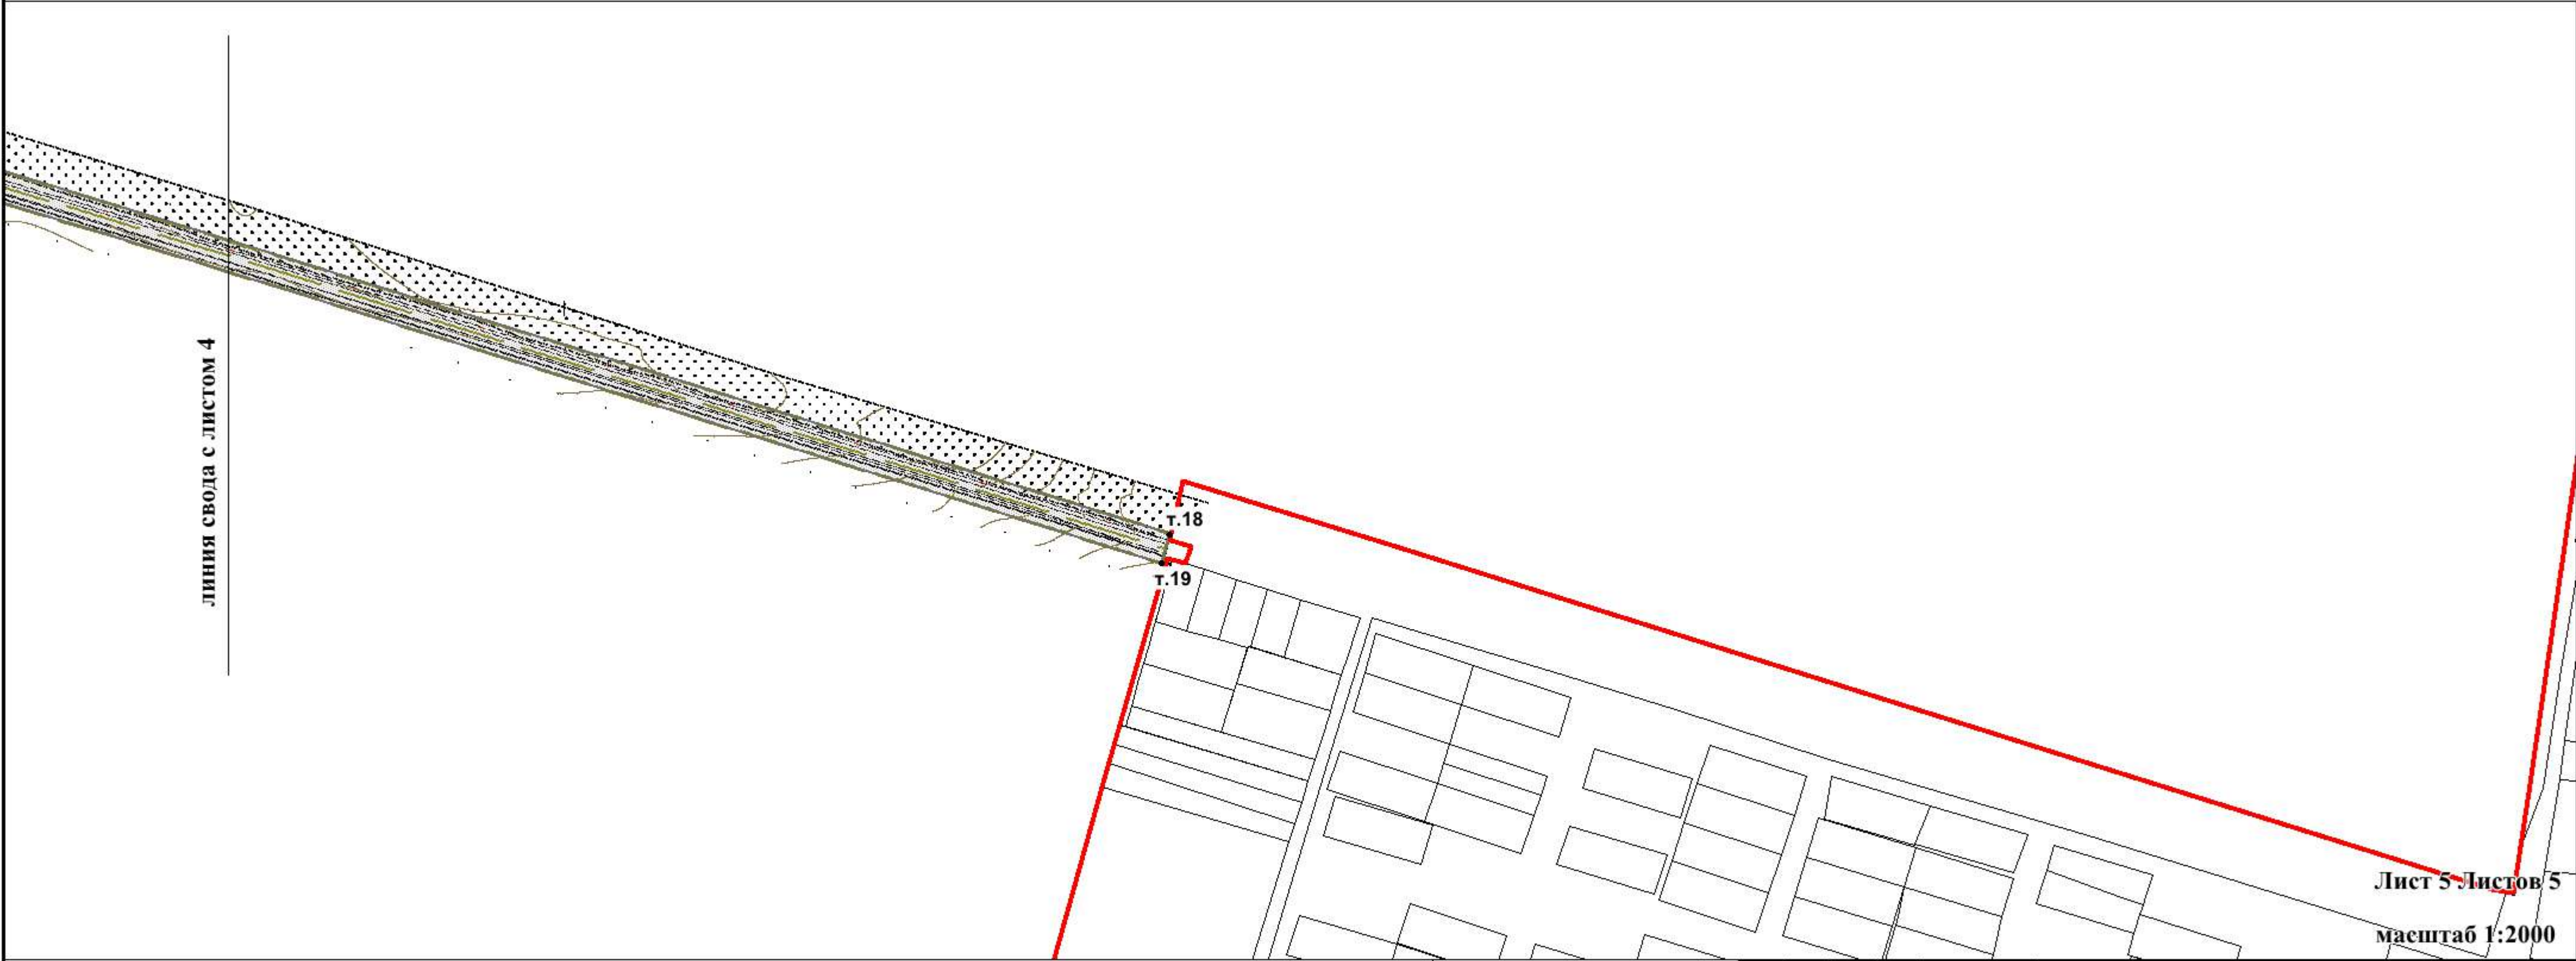 линия свода с листом 4
т.18
т.19
Лист 5 Листов 5
масштаб 1:2000